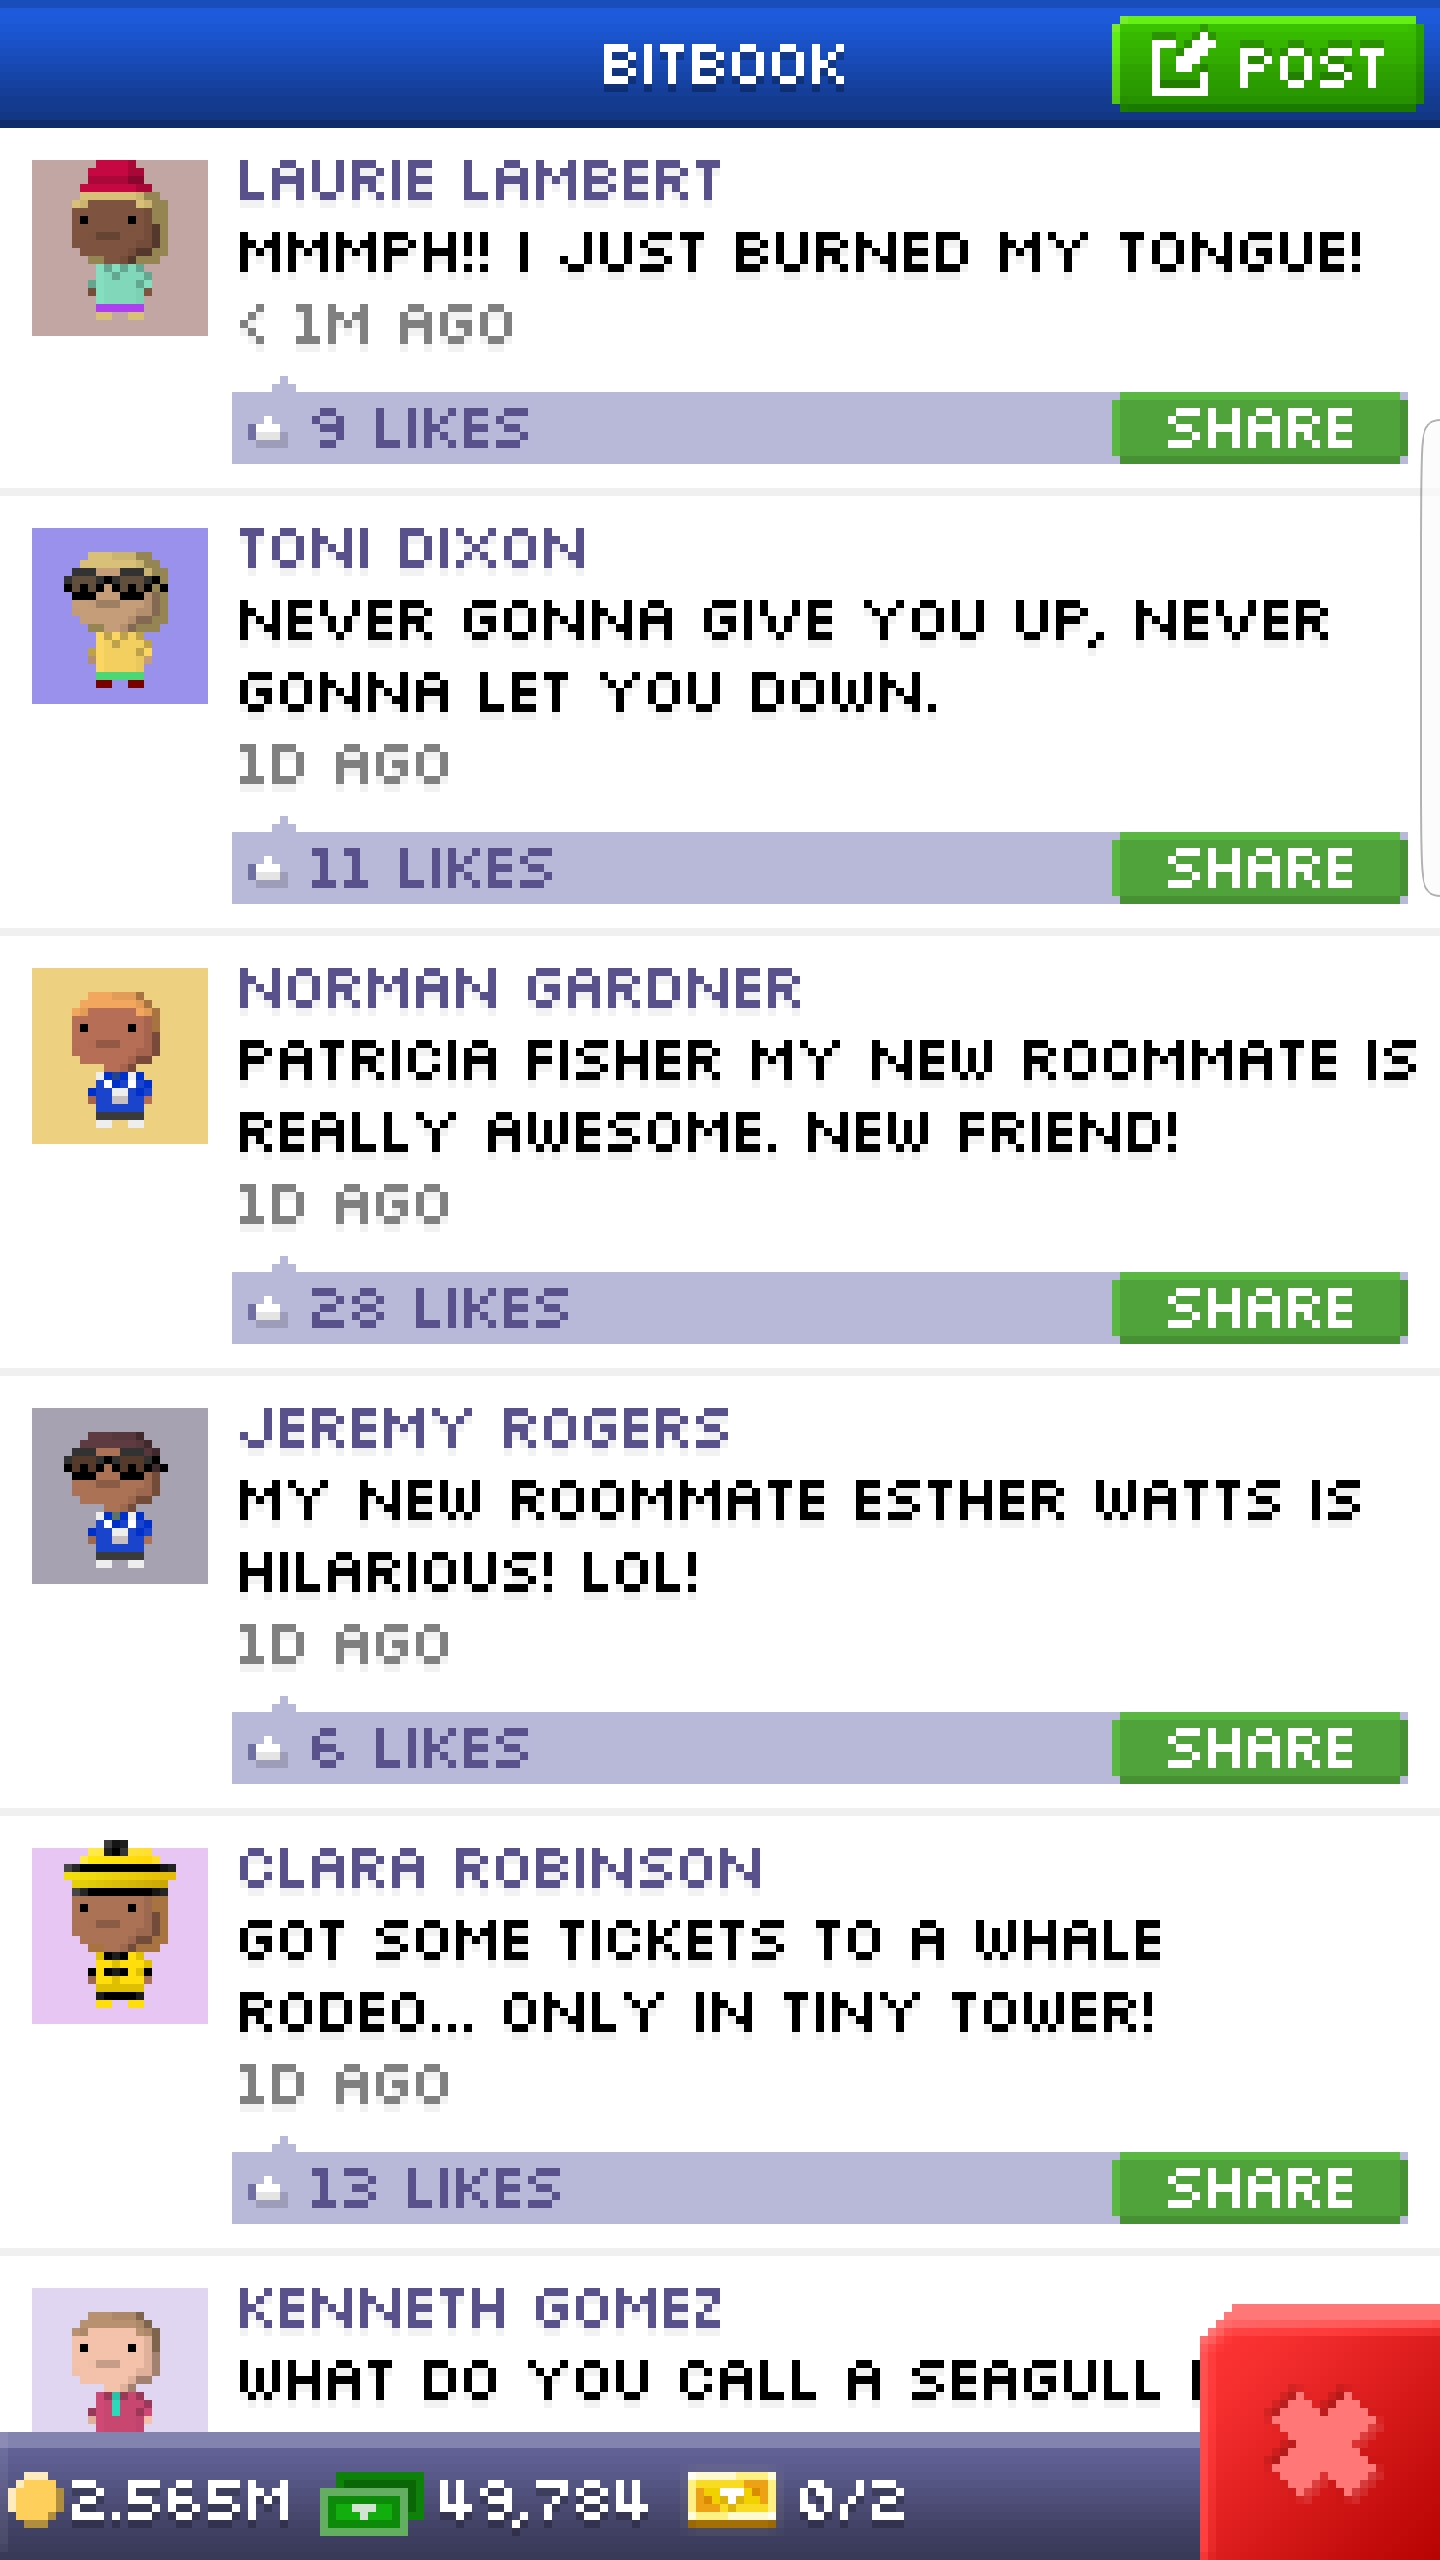 BITBOOK
POST
LAURIE LAMBERT
MMMPH!! I JUST BURNED MY TONGUE!
< 1M AGO
9 LIKES
SHARE
TONI DIXON
NEVER GONNA GIVE YOU UP, NEVER
GONNA LET YOU DOWN.
1D AGO
11 LIKES
SHARE
NORMAN GARDNER
PATRICIA FISHER MY NEW ROOMMATE IS
REALLY AWESOME. NEW FRIEND!
1D AGO
28 LIKES
SHARE
JEREMY ROGERS
MY NEW ROOMMATE ESTHER WATTS IS
HILARIOUS! LOL!
1D AGO
6 LIKES
SHARE
CLARA ROBINSON
GOT SOME TICKETS TO A WHALE
RODEO... ONLY IN TINY TOWER!
1D AGO
13 LIKES
SHARE
KENNETH GOMEZ
WHAT DO YOU CALL A SEAGULL
2.565M 49,784 0/2